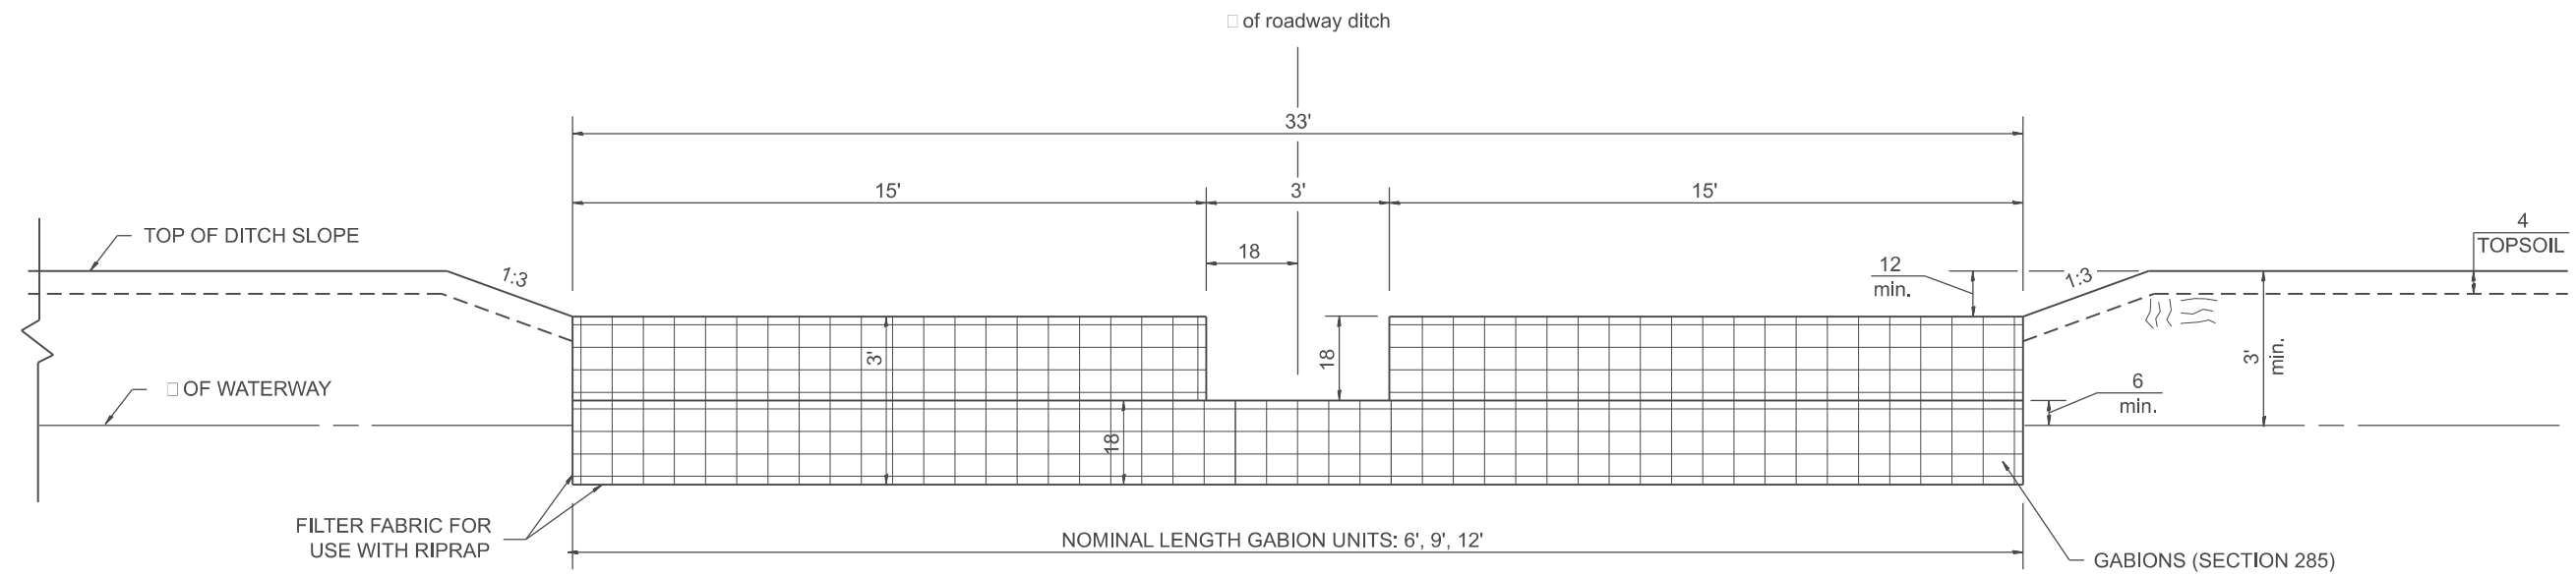 □ of roadway ditch
33'
15'
3'
15'
18
TOP OF DITCH SLOPE
1:3
12
min.
1:3
4
TOPSOIL
3'
18
3'
min.
□ OF WATERWAY
6
min.
18
FILTER FABRIC FOR
USE WITH RIPRAP
NOMINAL LENGTH GABION UNITS: 6', 9', 12'
GABIONS (SECTION 285)